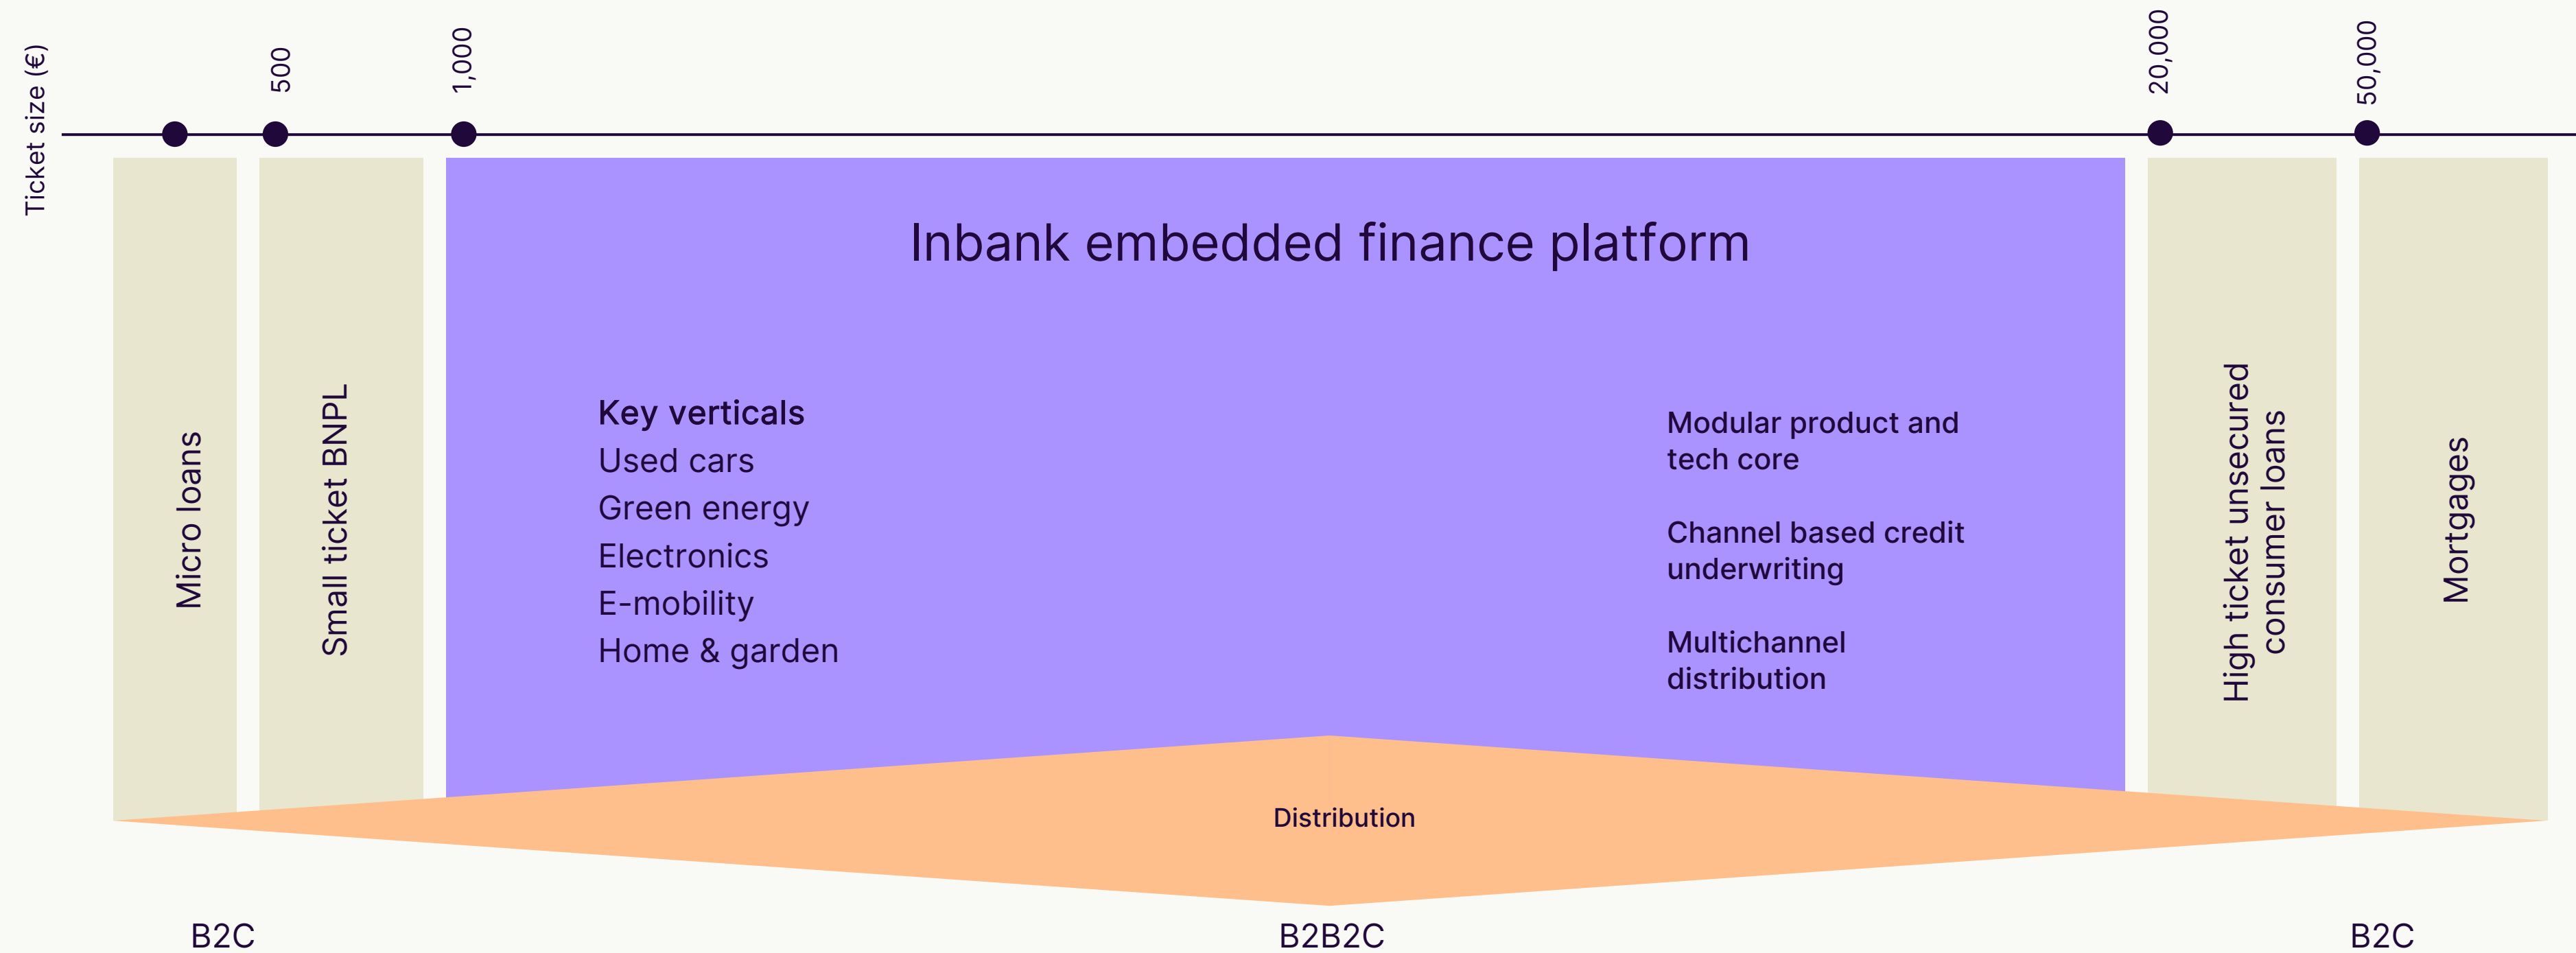 Ticket size (€)
500
1,000
20,000
50,000
Micro loans
Small ticket BNPL
Inbank embedded finance platform
Key verticals
Used cars
Green energy
Electronics
E-mobility
Home & garden
Modular product and
tech core
Channel based credit
underwriting
Multichannel
distribution
High ticket unsecured
consumer loans
Mortgages
Distribution
B2C
B2B2C
B2C